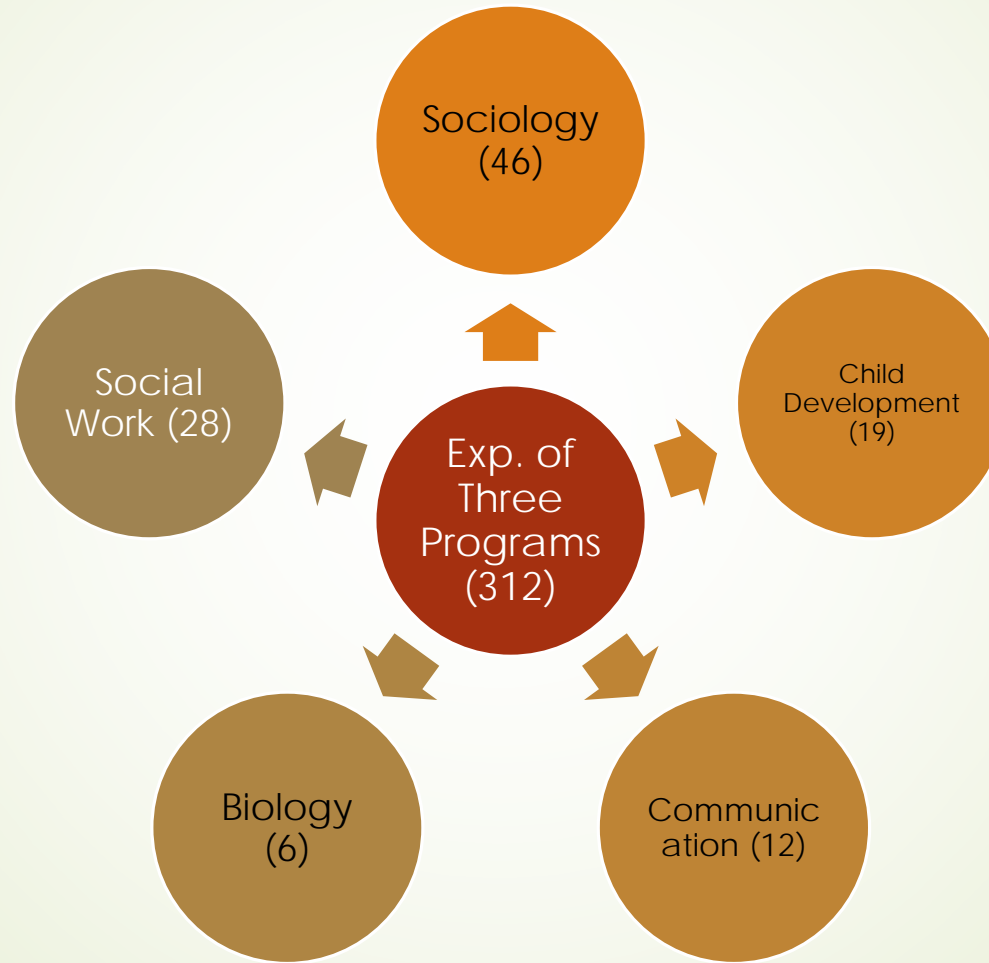 Sociology
(46)
Child
Development
(19)
Communic
ation (12)
Biology
(6)
Social
Work (28)
Exp. of
Three
Programs
(312)